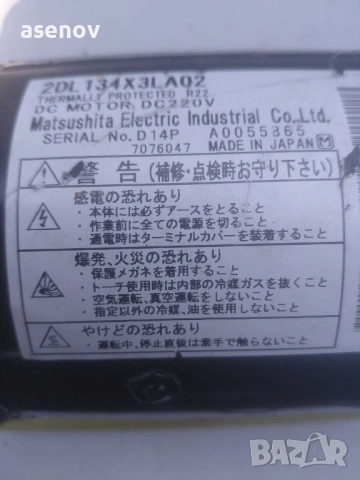 asenov
2DL134X3LA02
THERMALLY PROTECTED R22
DC MOTOR DC220V
Matsushita Electric Industrial Co.,Ltd.
SERIAL No. D14P A0055365
7076047 MADE IN JAPAN M
警告 (補修・点検時お守り下さい)
感電の恐れあり
・本体には必ずアースをとること
・作業前に全ての電源を切ること
・通電時はターミナルカバーを装着すること
爆発、火災の恐れあり
・保護メガネを着用すること
・トーチ使用時は内部の冷媒ガスを抜くこと
・空気運転、真空運転をしないこと
・指定以外の冷媒、油を使用しないこと
やけどの恐れあり
・運転中、停止直後は素手で触らないこと
BAZAR
bg